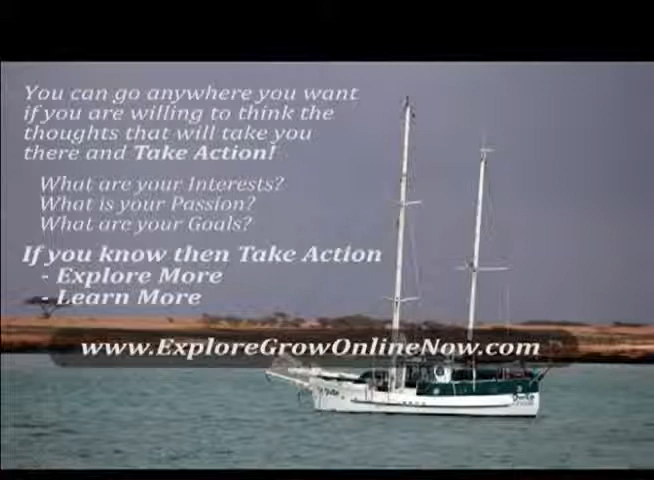 You can go anywhere you want
if you are willing to think the
thoughts that will take you
there and Take Action!
What are your Interests?
What is your Passion?
What are your Goals?
If you know then Take Action
- Explore More
- Learn More
www.ExploreGrowOnlineNow.com